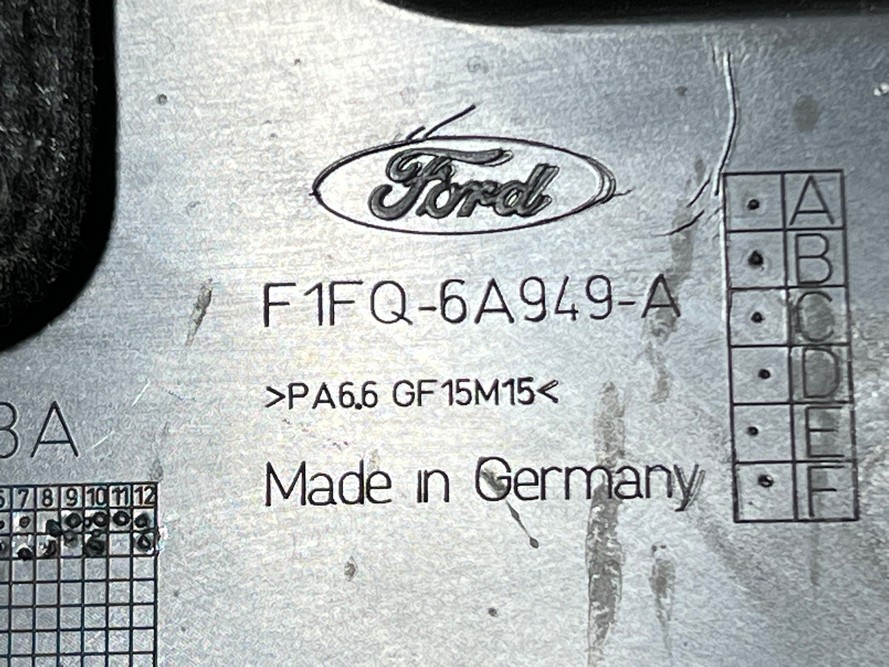 Ford
F1FQ-6A949-A
>PA6.6 GF15M15<
Made in Germany
A
B
C
D
E
F
BA
7 8 9 10 11 12